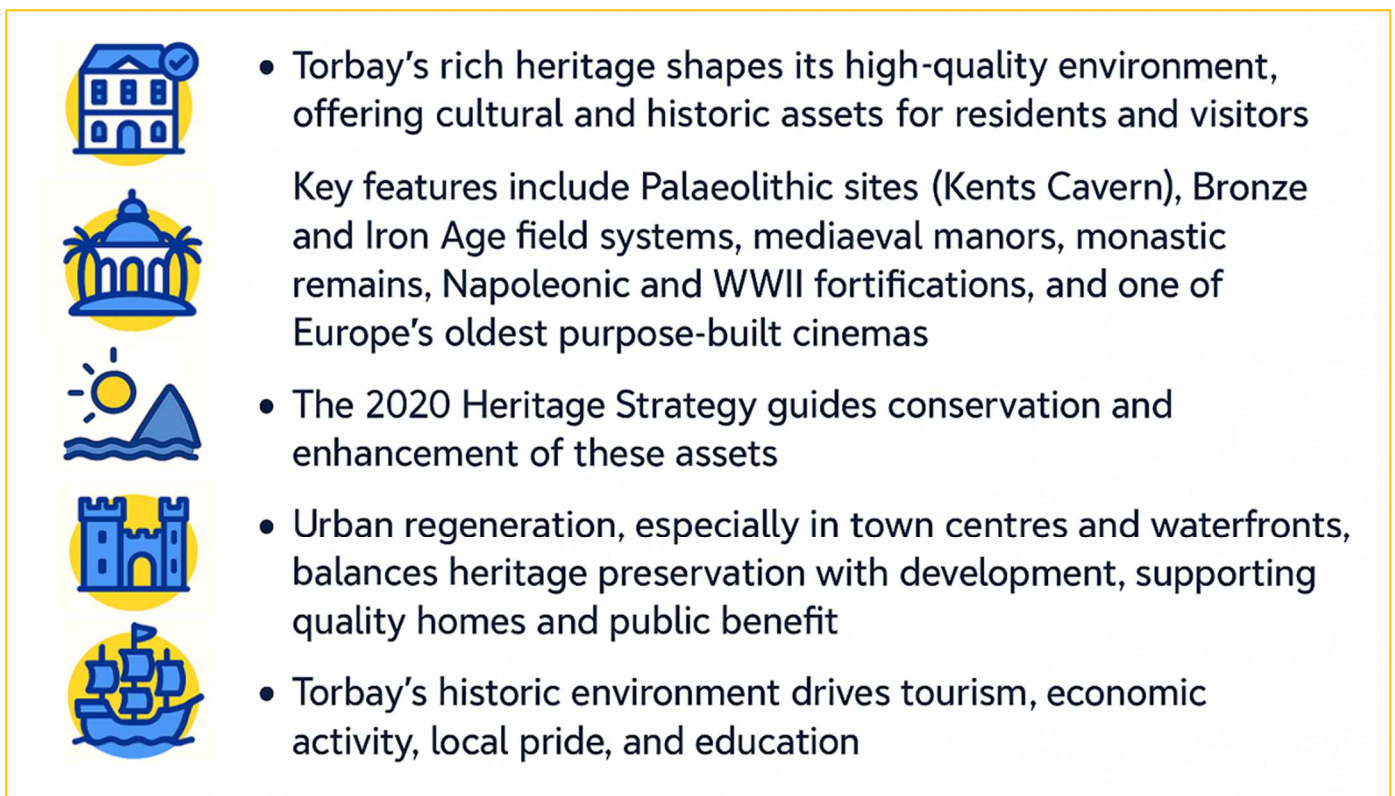 • Torbay's rich heritage shapes its high-quality environment,
offering cultural and historic assets for residents and visitors
Key features include Palaeolithic sites (Kents Cavern), Bronze
and Iron Age field systems, mediaeval manors, monastic
remains, Napoleonic and WWII fortifications, and one of
Europe's oldest purpose-built cinemas
• The 2020 Heritage Strategy guides conservation and
enhancement of these assets
• Urban regeneration, especially in town centres and waterfronts,
balances heritage preservation with development, supporting
quality homes and public benefit
• Torbay's historic environment drives tourism, economic
activity, local pride, and education